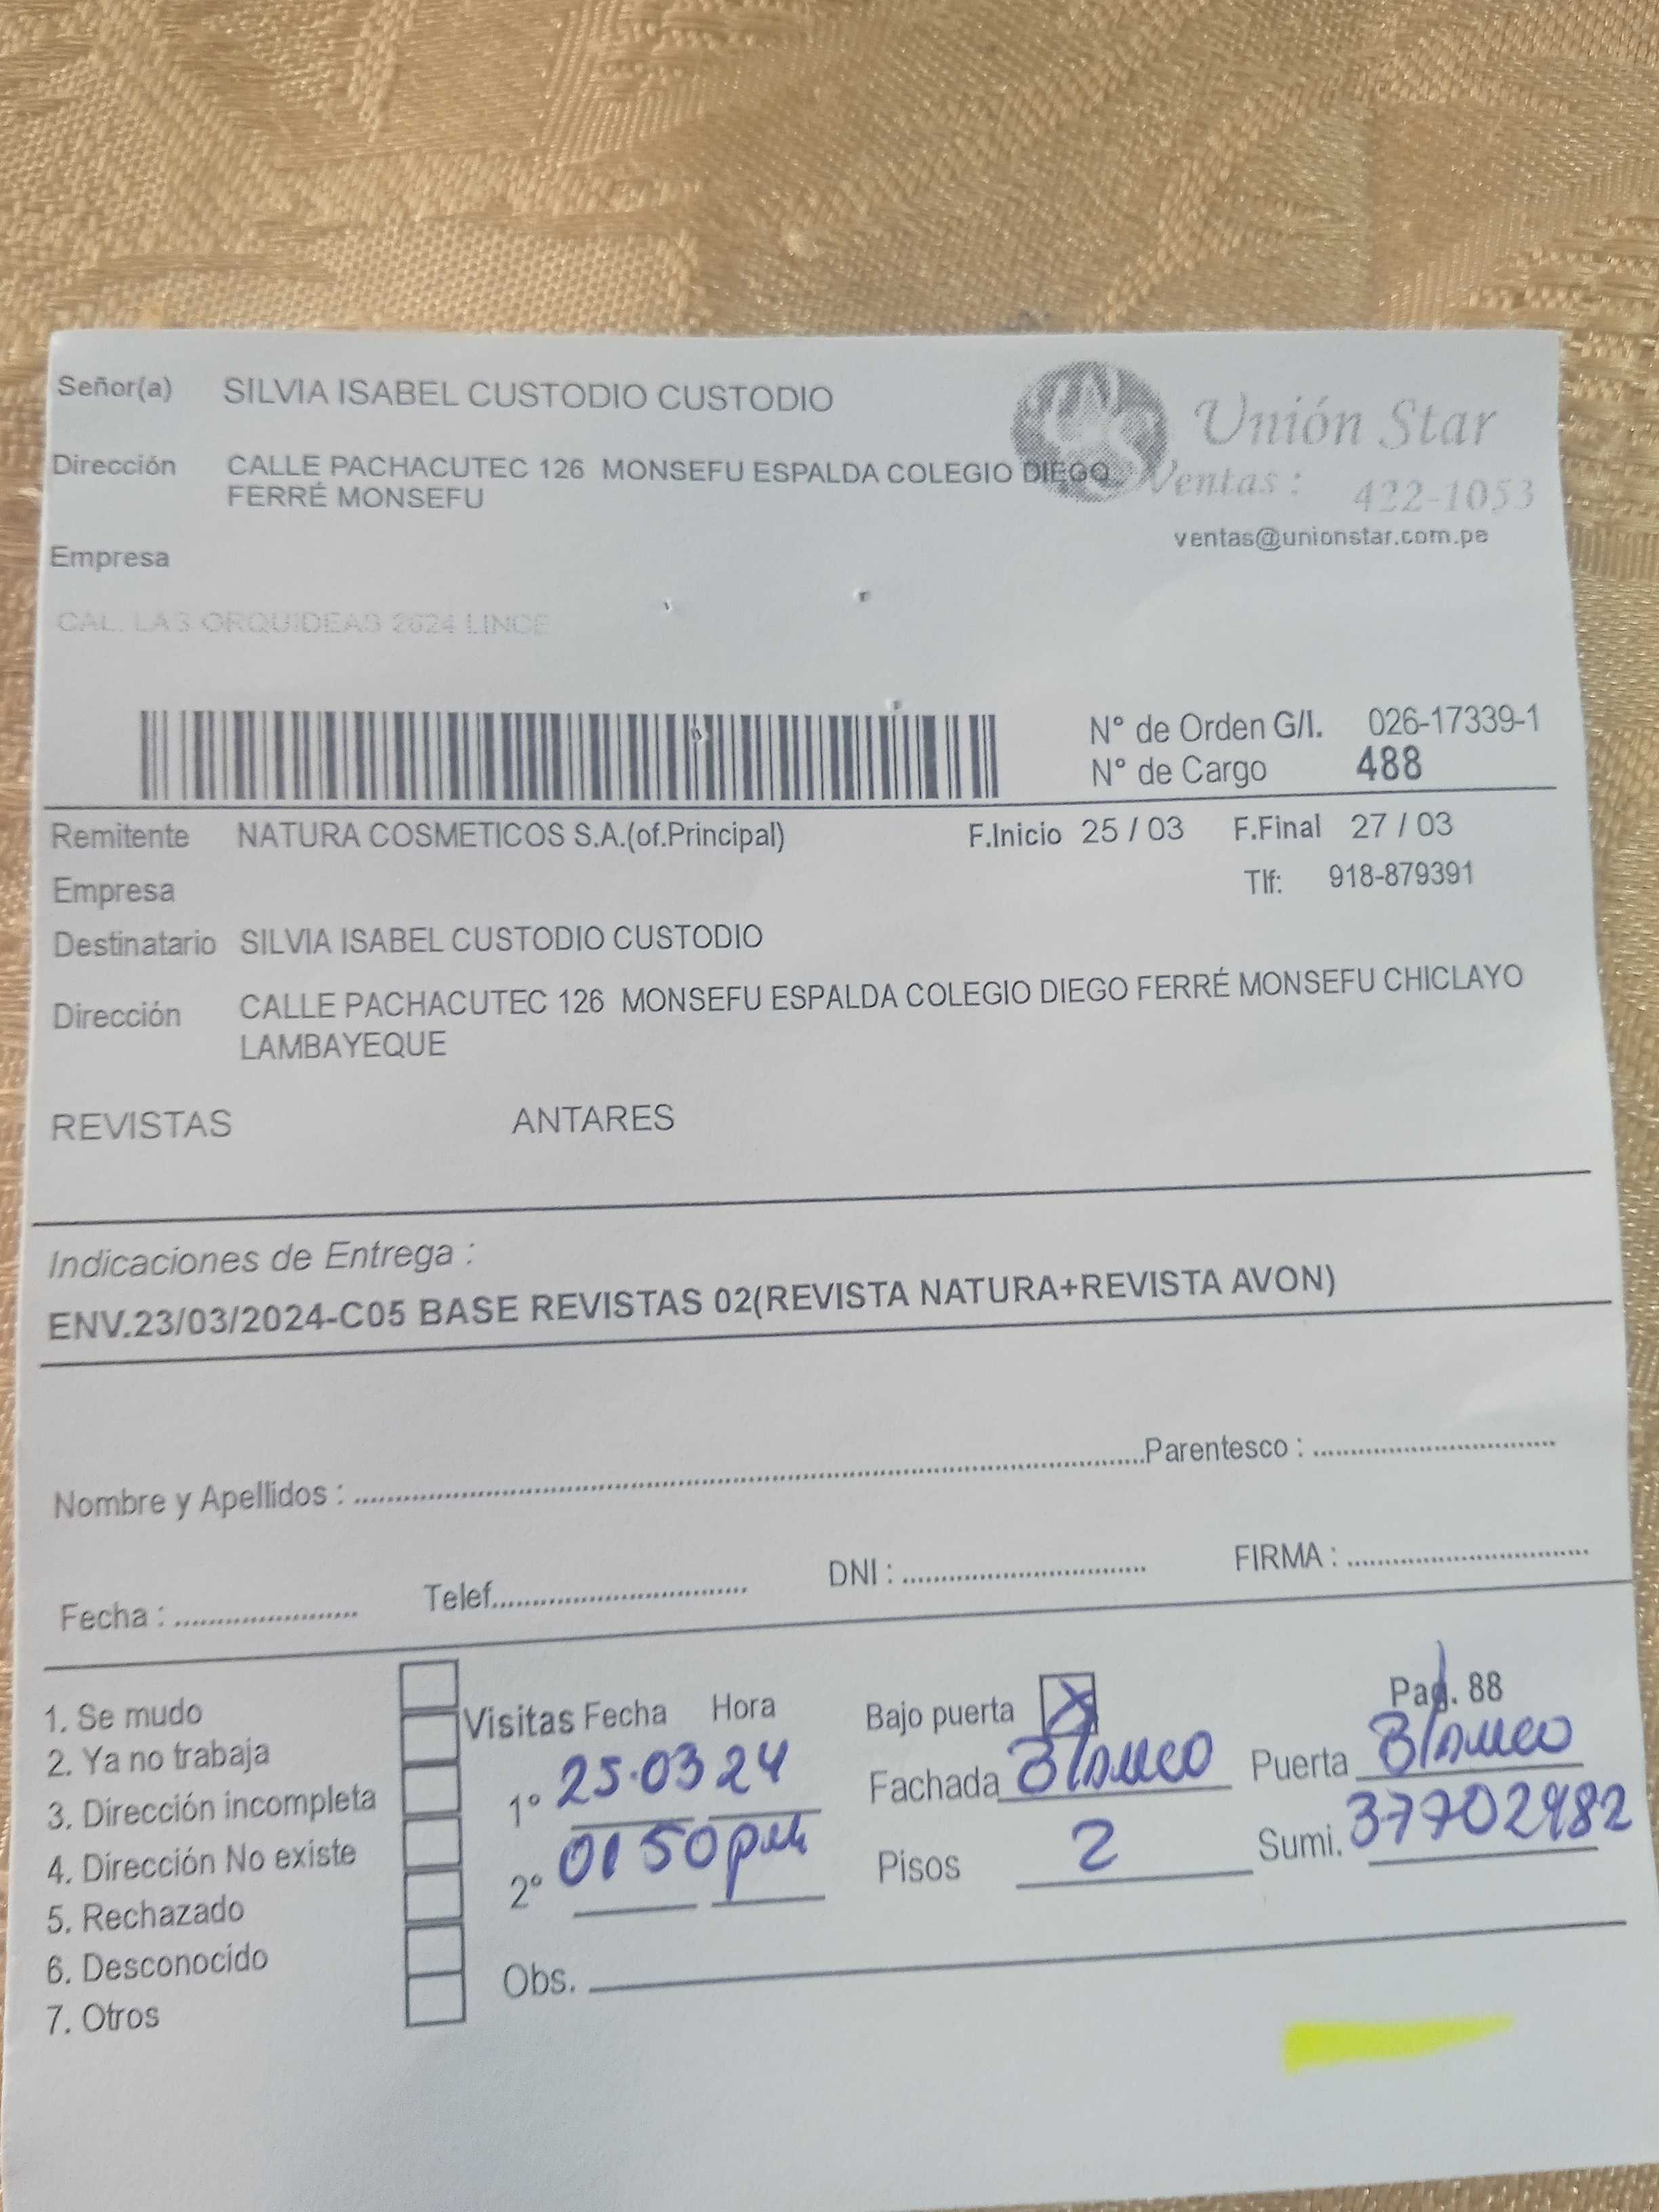 Señor(a) SILVIA ISABEL CUSTODIO CUSTODIO
Unión Star
Dirección CALLE PACHACUTEC 126 MONSEFU ESPALDA COLEGIO DIEGO
FERRÉ MONSEFU
Ventas : 422-1053
ventas@unionstar.com.pe
Empresa
CAL. LAS ORQUIDEAS 2624 LINCE
N° de Orden G/I. 026-17339-1
N° de Cargo 488
Remitente NATURA COSMETICOS S.A.(of.Principal) F.Inicio 25 / 03 F.Final 27 / 03
Empresa Tlf: 918-879391
Destinatario SILVIA ISABEL CUSTODIO CUSTODIO
Dirección CALLE PACHACUTEC 126 MONSEFU ESPALDA COLEGIO DIEGO FERRÉ MONSEFU CHICLAYO
LAMBAYEQUE
REVISTAS ANTARES
Indicaciones de Entrega :
ENV.23/03/2024-C05 BASE REVISTAS 02(REVISTA NATURA+REVISTA AVON)
Nombre y Apellidos : Parentesco :
Fecha : Telef. DNI : FIRMA :
1. Se mudo
2. Ya no trabaja
3. Dirección incompleta
4. Dirección No existe
5. Rechazado
6. Desconocido
7. Otros
Visitas Fecha Hora
1° 25.03 24
2° 01 50 pm
Obs.
Bajo puerta X Pag. 88
Fachada Blanco Puerta Blanco
Pisos 2 Sumi. 37702982